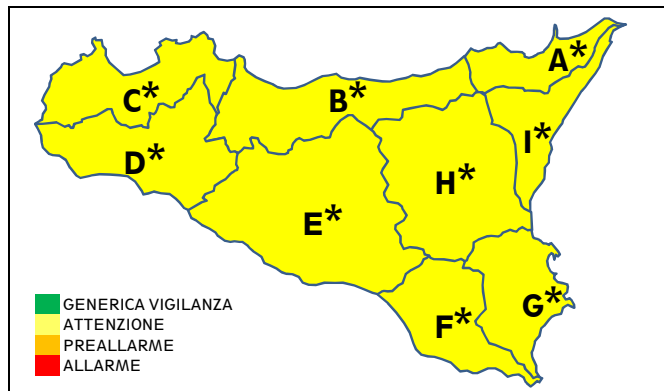 A*
C*
B*
I*
D*
H*
E*
G*
F*
GENERICA VIGILANZA
ATTENZIONE
PREALLARME
ALLARME